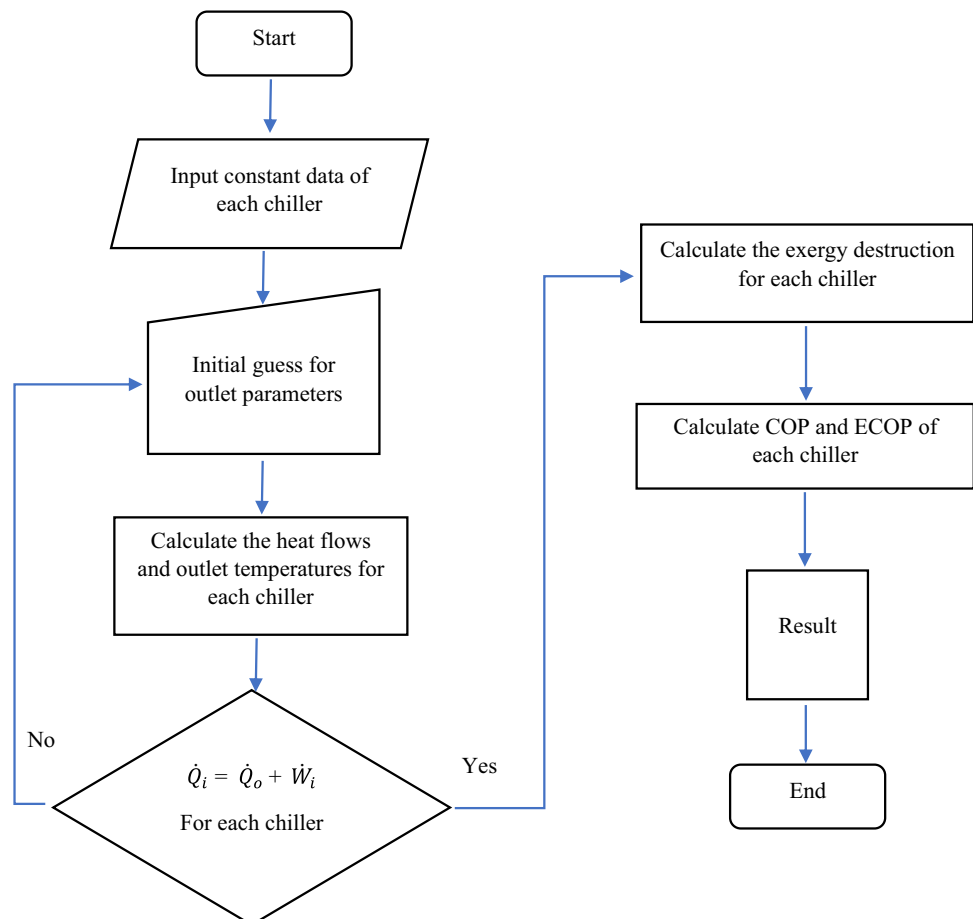 Start
Input constant data of
each chiller
Initial guess for
outlet parameters
Calculate the heat flows
and outlet temperatures for
each chiller
No
Q̇ᵢ = Q̇ₒ + Ẇᵢ
For each chiller
Yes
Calculate the exergy destruction
for each chiller
Calculate COP and ECOP of
each chiller
Result
End